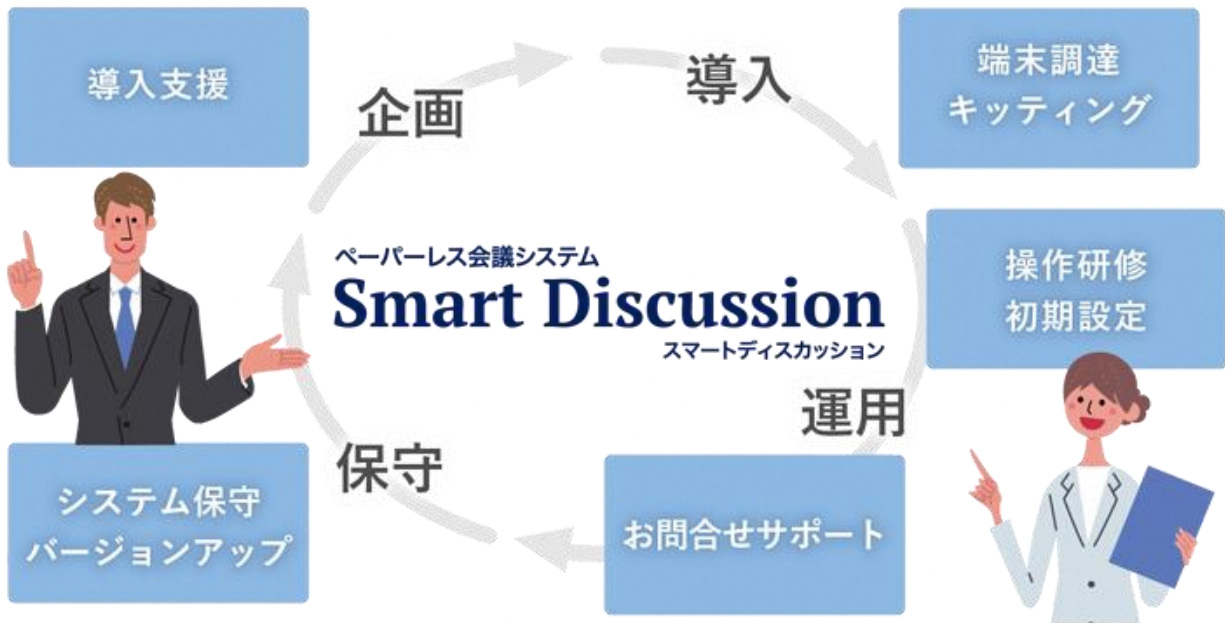 導入支援
企画
導入
端末調達
キッティング
操作研修
初期設定
ペーパーレス会議システム
Smart Discussion
スマートディスカッション
運用
お問合せサポート
保守
システム保守
バージョンアップ